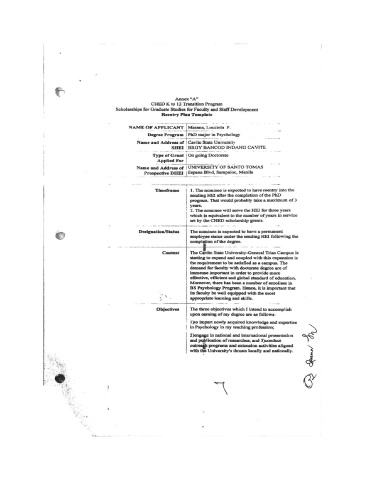 Annex "A"
CHED K to 12 Transition Program
Scholarships for Graduate Studies for Faculty and Staff Development
Reentry Plan Template
NAME OF APPLICANT
Degree Program PhD major in Psychology
Name and Address of SHEI Cavite State University
BRGY BANCOD INDANG CAVITE
Type of Grant Applied For On going Doctorate
Name and Address of Prospective DHEI UNIVERSITY OF SANTO TOMAS
Espana Blvd, Sampaloc, Manila
Timeframe 1. The nominee is expected to have reentry into the
sending HEI after the completion of the PhD
program. That would probably take a maximum of 3
years.
2. The nominee will serve the HEI for three years
which is equivalent to the number of years in service
set by the CHED scholarship grant.
Designation/Status The nominee is expected to have a permanent
employee status under the sending HEI following the
completion of the degree.
Context The Cavite State University-General Trias Campus is
starting to expand and coupled with this expansion is
the requirement to be satisfied as a campus. The
demand for faculty with doctorate degree are of
immense important in order to provide more
effective, efficient and global standard of education.
Moreover, there has been a number of enrollees in
BS Psychology Program. Hence, it is important that
its faculty be well equipped with the most
appropriate learning and skills.
Objectives The three objectives which I intend to accomplish
upon earning of my degree are as follows:
1)to impart newly acquired knowledge and expertise
in Psychology in my teaching profession;
2)engage in national and international presentation
and publication of researches; and 3)conduct
outreach programs and extension activities aligned
with the University's thrusts locally and nationally.